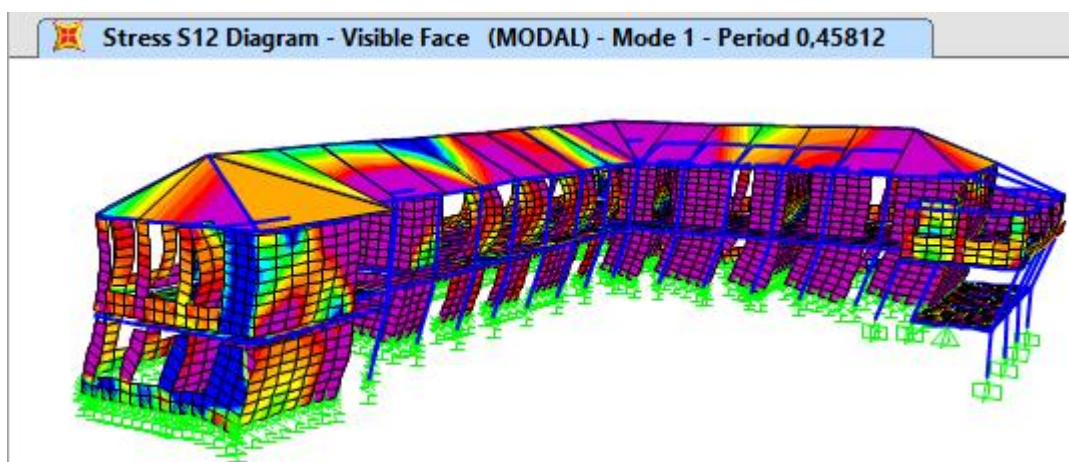 Stress S12 Diagram - Visible Face (MODAL) - Mode 1 - Period 0,45812